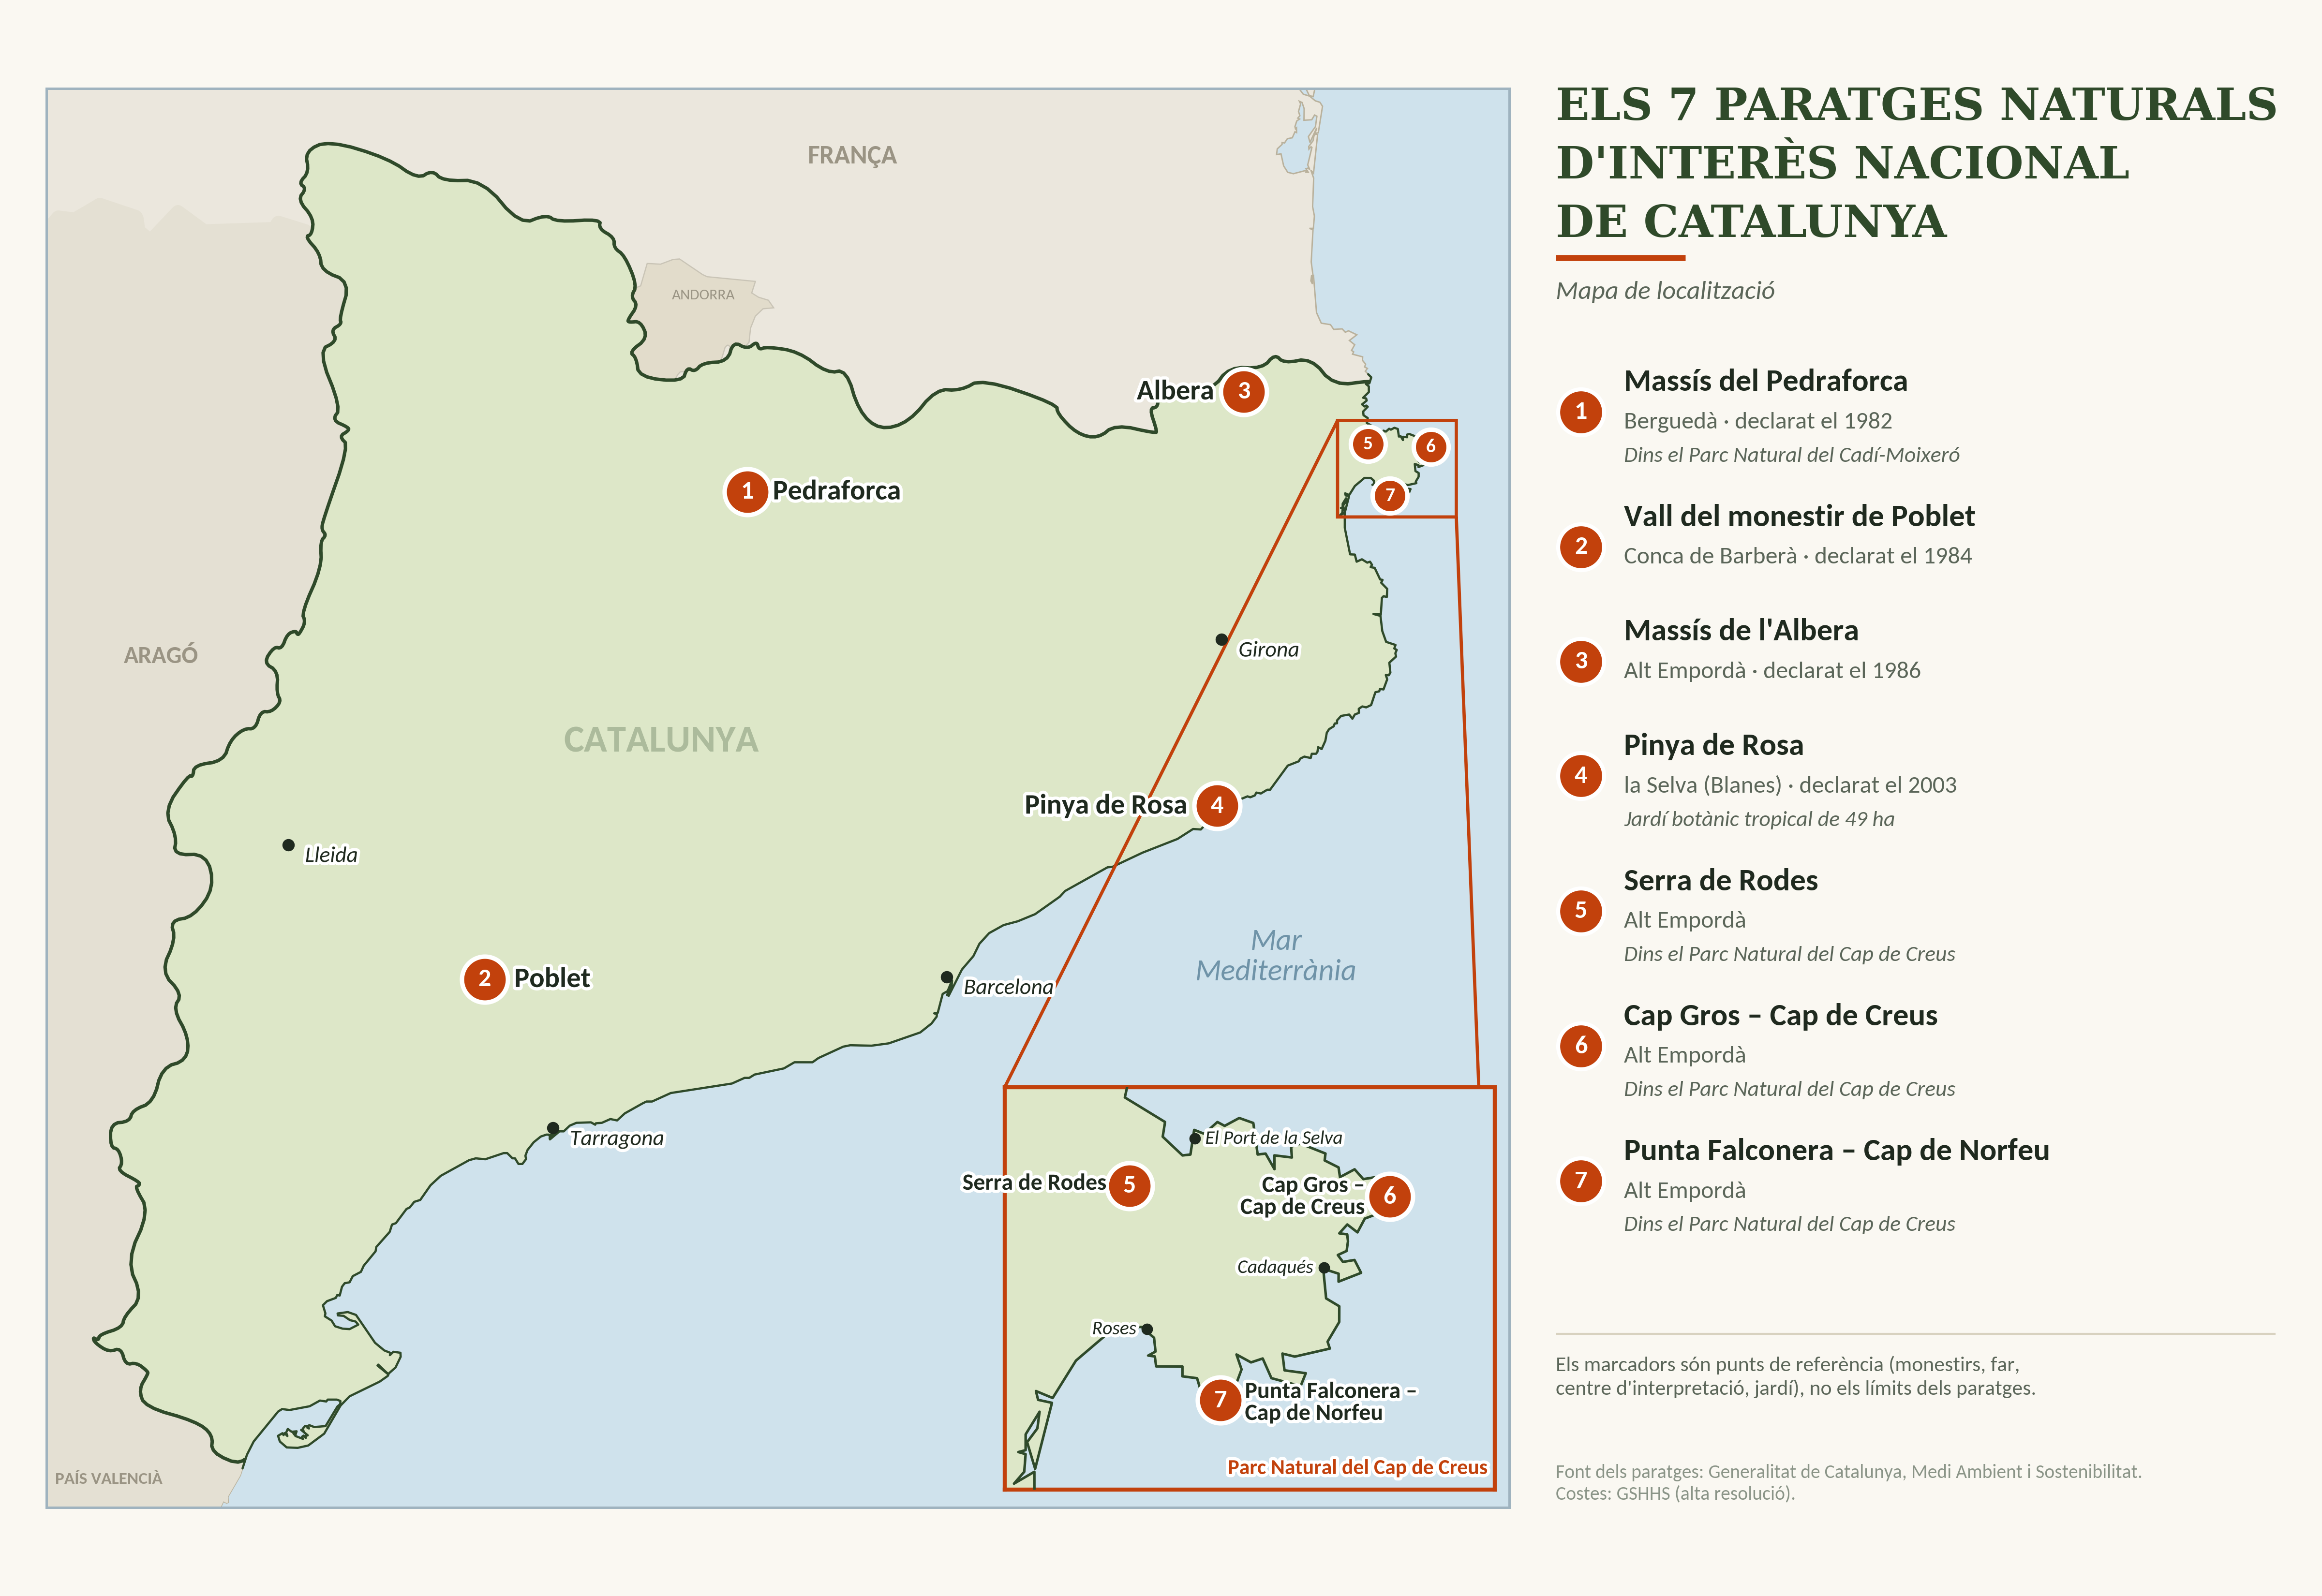 ELS 7 PARATGES NATURALS
D'INTERÈS NACIONAL
DE CATALUNYA
Mapa de localització
1
Massís del Pedraforca
Berguedà · declarat el 1982
Dins el Parc Natural del Cadí-Moixeró
2
Vall del monestir de Poblet
Conca de Barberà · declarat el 1984
3
Massís de l'Albera
Alt Empordà · declarat el 1986
4
Pinya de Rosa
la Selva (Blanes) · declarat el 2003
Jardí botànic tropical de 49 ha
5
Serra de Rodes
Alt Empordà
Dins el Parc Natural del Cap de Creus
6
Cap Gros – Cap de Creus
Alt Empordà
Dins el Parc Natural del Cap de Creus
7
Punta Falconera – Cap de Norfeu
Alt Empordà
Dins el Parc Natural del Cap de Creus
Els marcadors són punts de referència (monestirs, far,
centre d'interpretació, jardí), no els límits dels paratges.
Font dels paratges: Generalitat de Catalunya, Medi Ambient i Sostenibilitat.
Costes: GSHHS (alta resolució).
FRANÇA
ANDORRA
Albera 3
5
6
7
1 Pedraforca
ARAGÓ
Girona
CATALUNYA
Pinya de Rosa 4
Lleida
Mar
Mediterrània
2 Poblet
Barcelona
Tarragona
El Port de la Selva
Serra de Rodes 5
Cap Gros –
Cap de Creus
6
Cadaqués
Roses
7
Punta Falconera –
Cap de Norfeu
Parc Natural del Cap de Creus
PAÍS VALENCIÀ